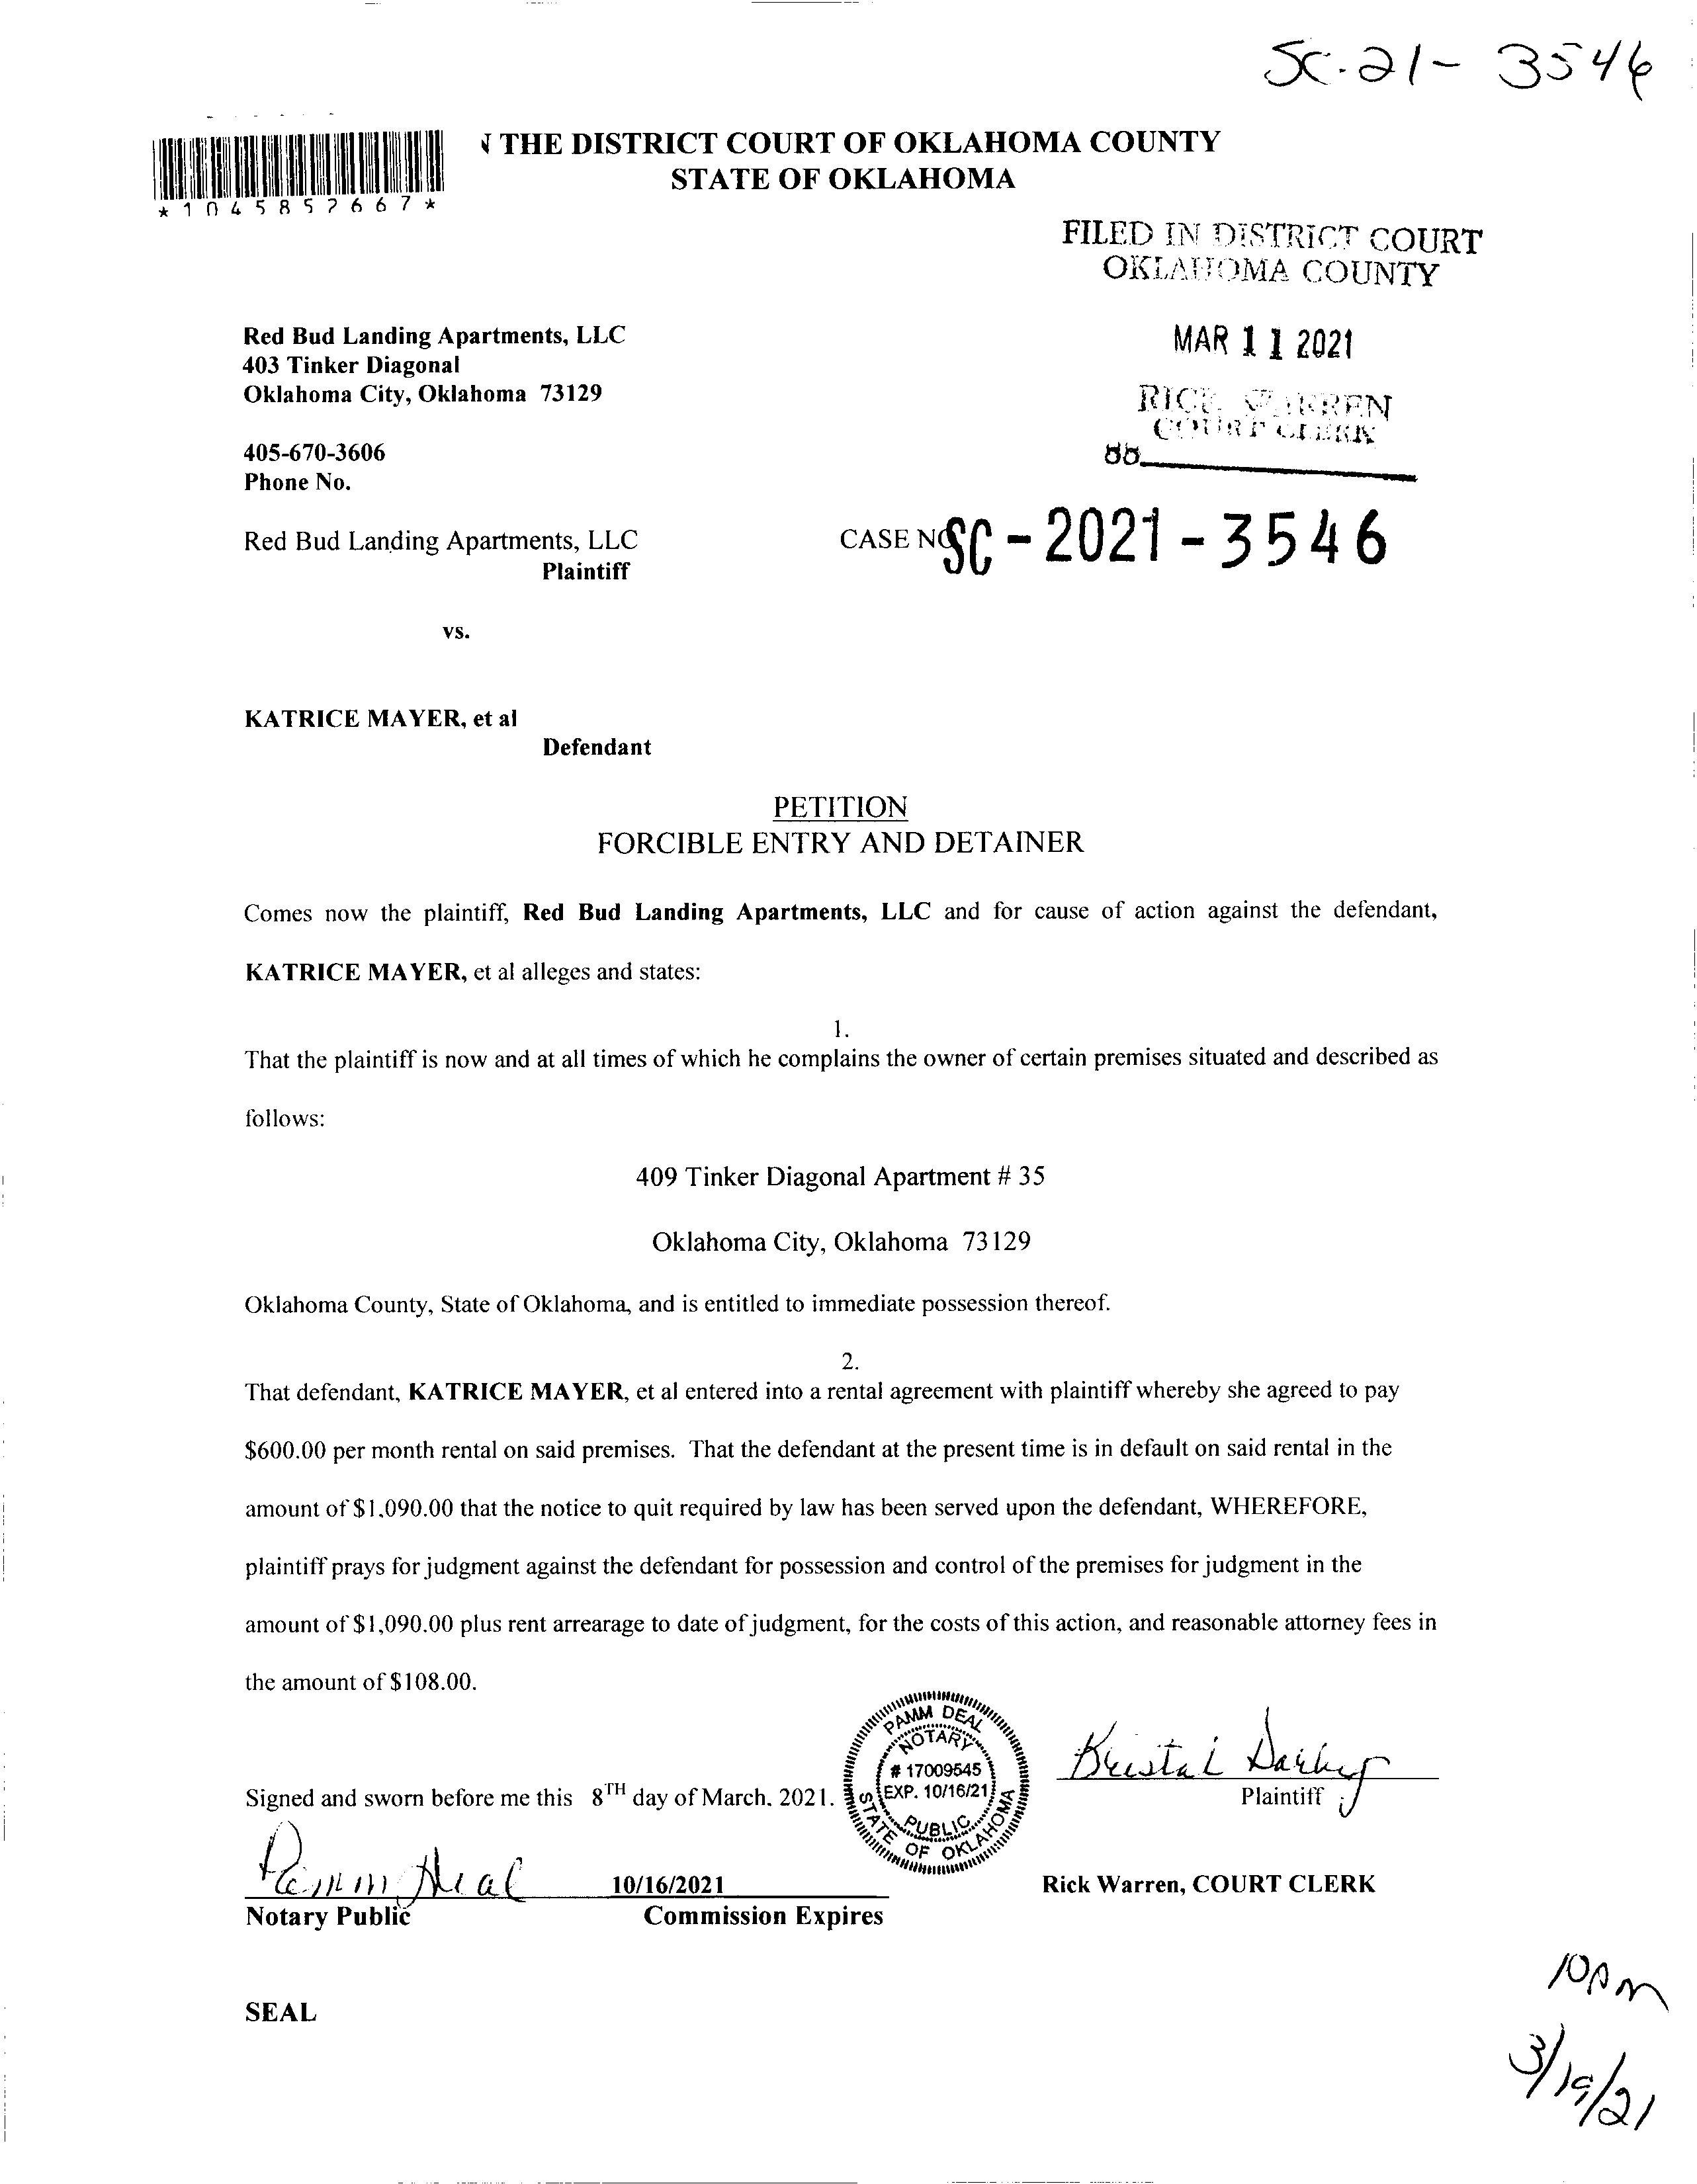 SC-21-3546
THE DISTRICT COURT OF OKLAHOMA COUNTY
STATE OF OKLAHOMA
*1045852667*
FILED IN DISTRICT COURT
OKLAHOMA COUNTY
MAR 11 2021
RICK WARREN
COURT CLERK
Red Bud Landing Apartments, LLC
403 Tinker Diagonal
Oklahoma City, Oklahoma 73129
405-670-3606
Phone No.
Red Bud Landing Apartments, LLC
Plaintiff
CASE NO SC-2021-3546
vs.
KATRICE MAYER, et al
Defendant
PETITION
FORCIBLE ENTRY AND DETAINER
Comes now the plaintiff, Red Bud Landing Apartments, LLC and for cause of action against the defendant,
KATRICE MAYER, et al alleges and states:
1.
That the plaintiff is now and at all times of which he complains the owner of certain premises situated and described as
follows:
409 Tinker Diagonal Apartment # 35
Oklahoma City, Oklahoma 73129
Oklahoma County, State of Oklahoma, and is entitled to immediate possession thereof.
2.
That defendant, KATRICE MAYER, et al entered into a rental agreement with plaintiff whereby she agreed to pay
$600.00 per month rental on said premises. That the defendant at the present time is in default on said rental in the
amount of $1,090.00 that the notice to quit required by law has been served upon the defendant, WHEREFORE,
plaintiff prays for judgment against the defendant for possession and control of the premises for judgment in the
amount of $1,090.00 plus rent arrearage to date of judgment, for the costs of this action, and reasonable attorney fees in
the amount of $108.00.
PAMM DEAL
NOTARY
# 17009545
EXP. 10/16/21
PUBLIC
STATE OF OKLAHOMA
Kristal Darby
Plaintiff
Signed and sworn before me this 8TH day of March, 2021.
Pamm Deal
10/16/2021
Rick Warren, COURT CLERK
Notary Public
Commission Expires
SEAL
3/19/21